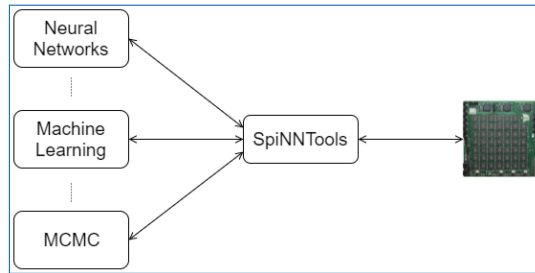 Neural
Networks
Machine
Learning
SpiNNTools
MCMC